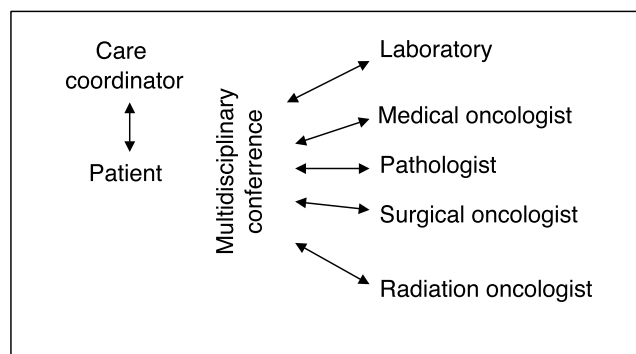 Care
coordinator
Patient
Multidisciplinary
conferrence
Laboratory
Medical oncologist
Pathologist
Surgical oncologist
Radiation oncologist